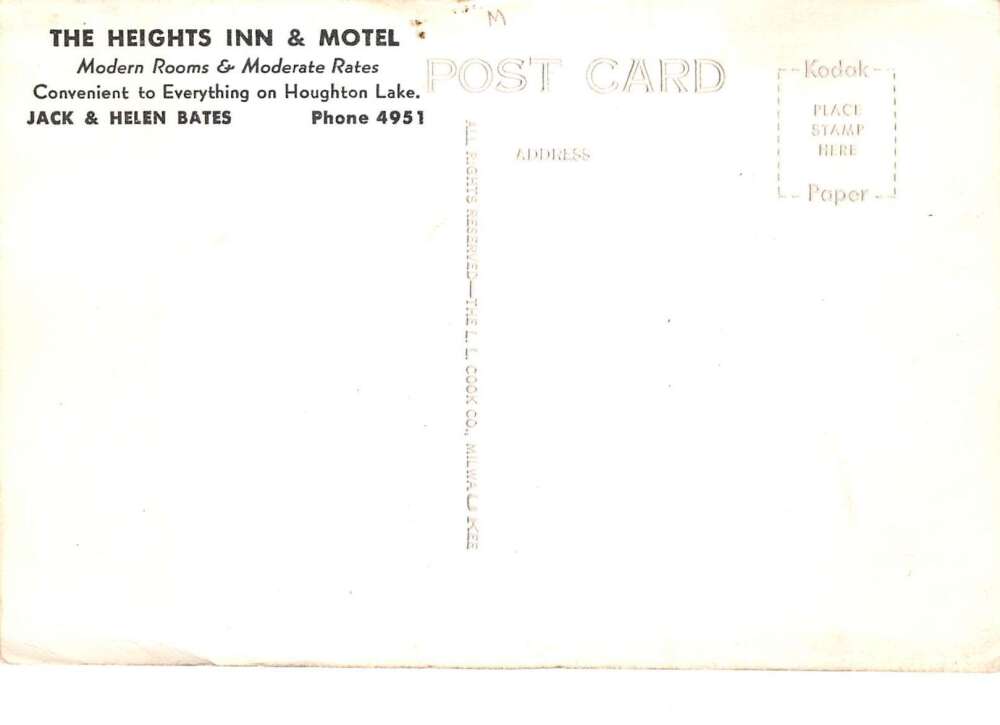 THE HEIGHTS INN & MOTEL
Modern Rooms & Moderate Rates
Convenient to Everything on Houghton Lake.
JACK & HELEN BATES Phone 4951
M
POST CARD
ADDRESS
Kodak
PLACE
STAMP
HERE
Paper
ALL RIGHTS RESERVED—THE L. L. COOK CO., MILWAUKEE